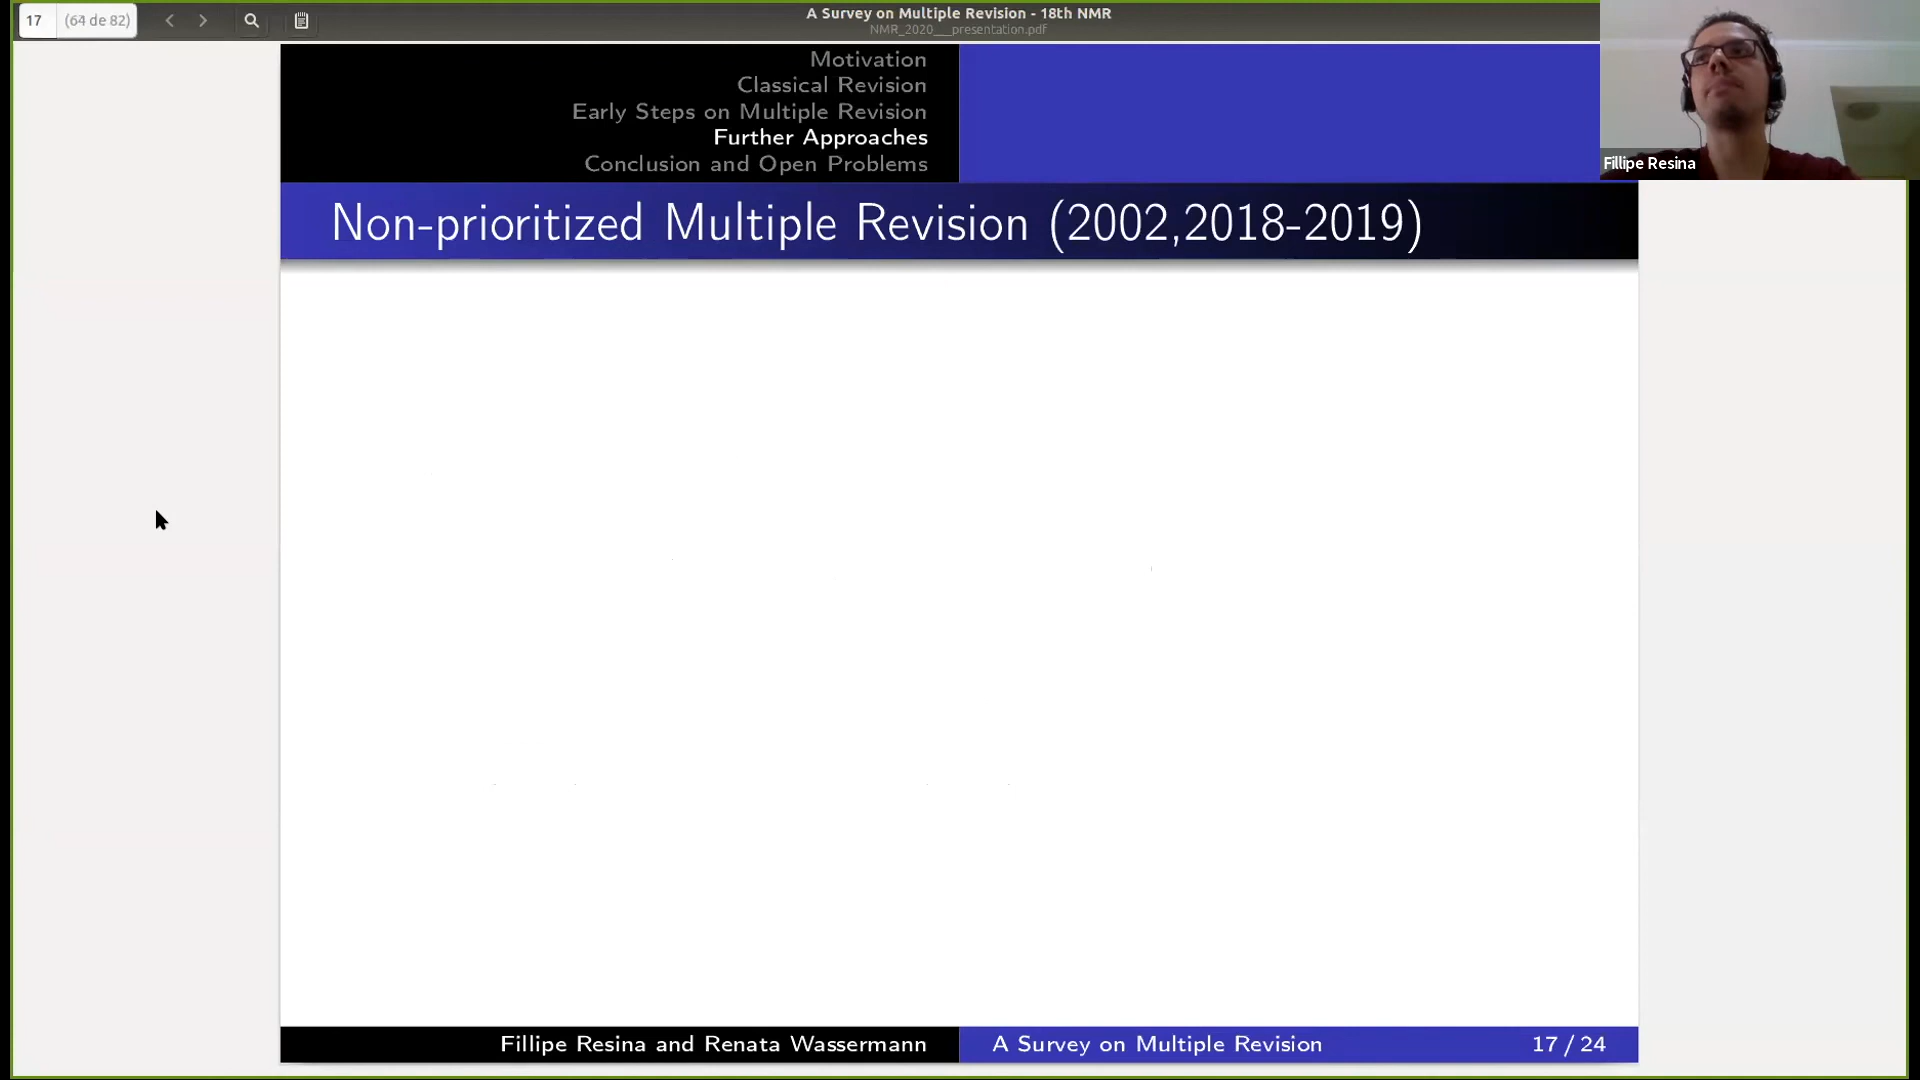 17 (64 de 82)
A Survey on Multiple Revision - 18th NMR
NMR_2020___presentation.pdf
Motivation
Classical Revision
Early Steps on Multiple Revision
Further Approaches
Conclusion and Open Problems
Fillipe Resina
Non-prioritized Multiple Revision (2002,2018-2019)
Fillipe Resina and Renata Wassermann
A Survey on Multiple Revision
17 / 24